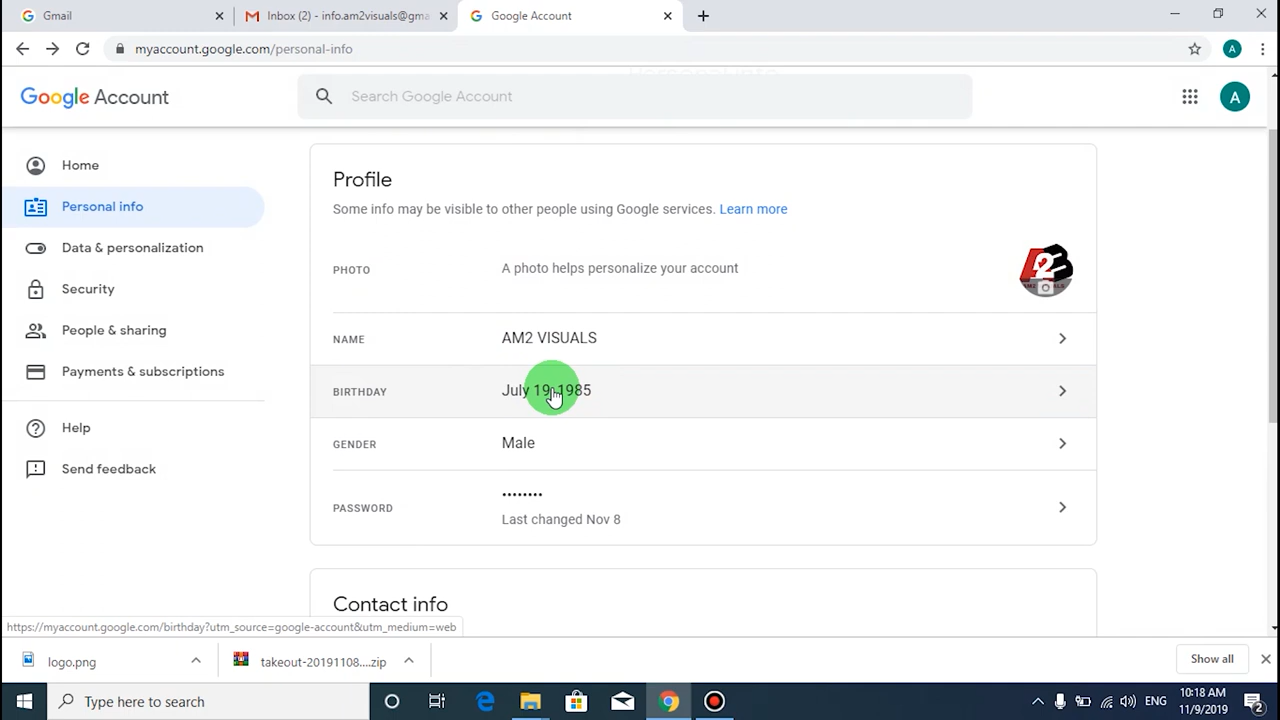 Gmail
Inbox (2) - info.am2visuals@gma
Google Account
myaccount.google.com/personal-info
A
Google Account
Search Google Account
A
Home
Personal info
Data & personalization
Security
People & sharing
Payments & subscriptions
Help
Send feedback
Profile
Some info may be visible to other people using Google services. Learn more
PHOTO
A photo helps personalize your account
NAME
AM2 VISUALS
BIRTHDAY
July 19, 1985
GENDER
Male
PASSWORD
••••••••
Last changed Nov 8
Contact info
https://myaccount.google.com/birthday?utm_source=google-account&utm_medium=web
logo.png
takeout-20191108....zip
Show all
Type here to search
ENG
10:18 AM
11/9/2019
2